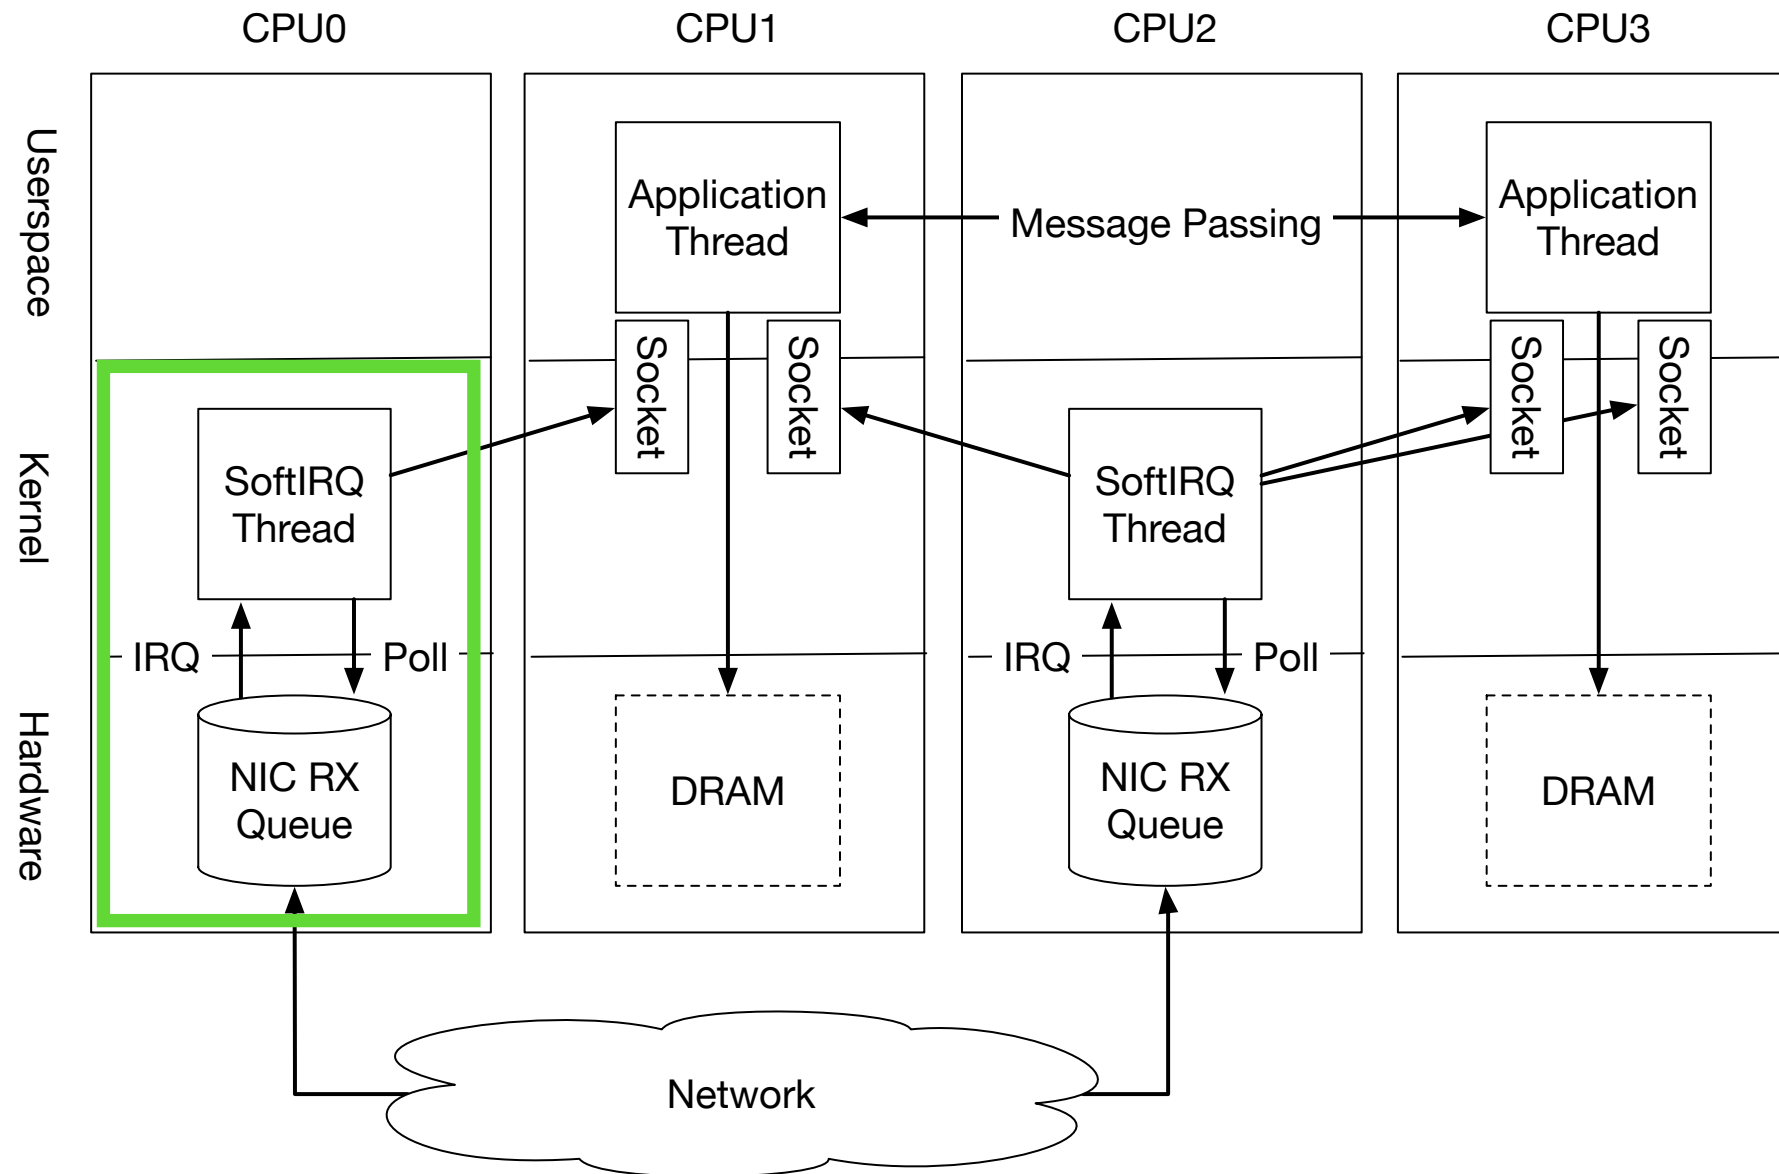 CPU0
CPU1
CPU2
CPU3
Userspace
Application
Thread
Message Passing
Application
Thread
Socket
Socket
Socket
Socket
Kernel
SoftIRQ
Thread
SoftIRQ
Thread
IRQ
Poll
IRQ
Poll
Hardware
NIC RX
Queue
DRAM
NIC RX
Queue
DRAM
Network